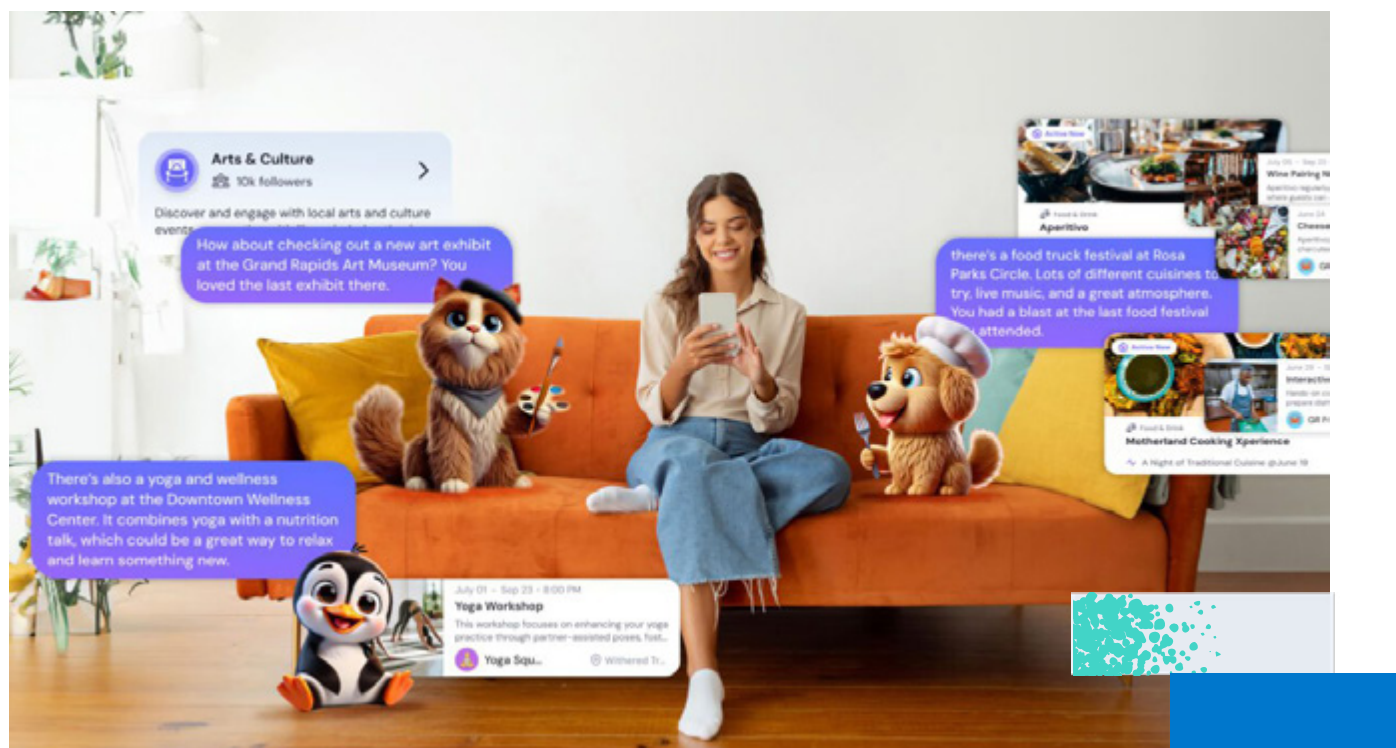 Arts & Culture
10k followers
Discover and engage with local arts and culture
How about checking out a new art exhibit
at the Grand Rapids Art Museum? You
loved the last exhibit there.
There's also a yoga and wellness
workshop at the Downtown Wellness
Center. It combines yoga with a nutrition
talk, which could be a great way to relax
and learn something new.
July 01 - Sep 23 • 8:00 PM
Yoga Workshop
This workshop focuses on enhancing your yoga
practice through partner-assisted poses, fost...
Yoga Squ...
Withered Tr...
Active Now
Food & Drink
Aperitivo
Wine Pairing
June 24
Cheese
there's a food truck festival at Rosa
Parks Circle. Lots of different cuisines to
try, live music, and a great atmosphere.
You had a blast at the last food festival
attended.
Active Now
Food & Drink
Motherland Cooking Xperience
A Night of Traditional Cuisine @June 19